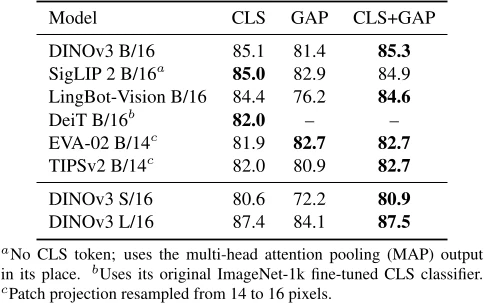 Model CLS GAP CLS+GAP
DINOv3 B/16 85.1 81.4 85.3
SigLIP 2 B/16a 85.0 82.9 84.9
LingBot-Vision B/16 84.4 76.2 84.6
DeiT B/16b 82.0 – –
EVA-02 B/14c 81.9 82.7 82.7
TIPSv2 B/14c 82.0 80.9 82.7
DINOv3 S/16 80.6 72.2 80.9
DINOv3 L/16 87.4 84.1 87.5
aNo CLS token; uses the multi-head attention pooling (MAP) output
in its place. bUses its original ImageNet-1k fine-tuned CLS classifier.
cPatch projection resampled from 14 to 16 pixels.